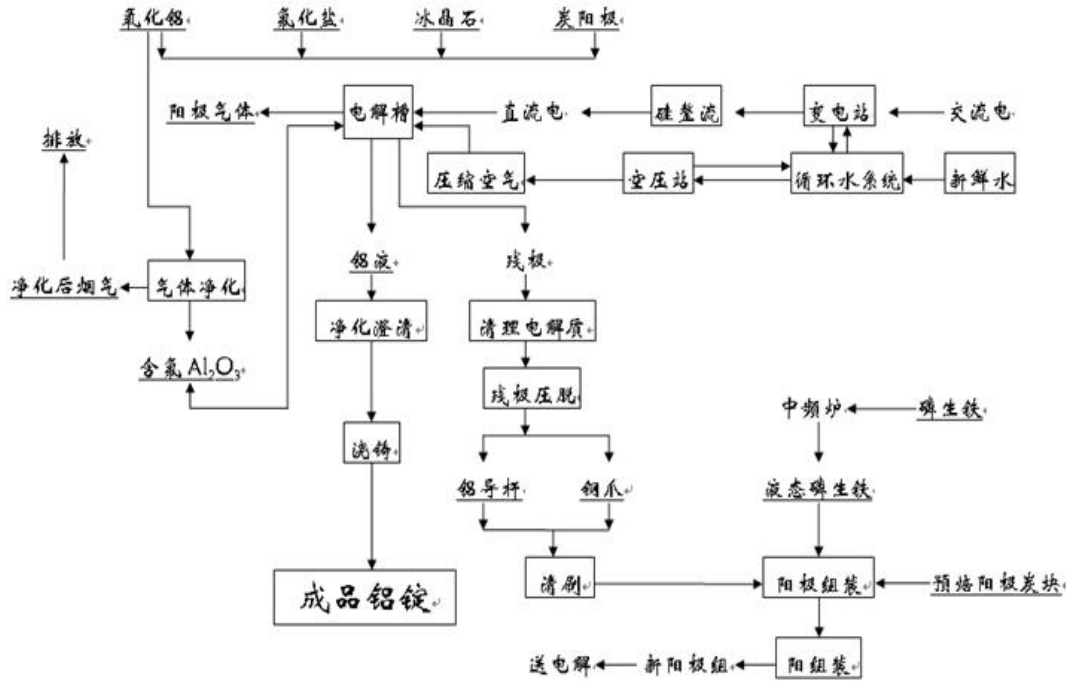 氧化铝
氟化盐
冰晶石
炭阳极
阳极气体
电解槽
直流电
硅整流
变电站
交流电
排放
压缩空气
空压站
循环水系统
新鲜水
铝液
残极
净化后烟气
气体净化
净化澄清
清理电解质
含氟Al₂O₃
残极压脱
中频炉
磷生铁
浇铸
铝导杆
钢爪
液态磷生铁
成品铝锭
清刷
阳极组装
预焙阳极炭块
送电解
新阳极组
阳组装